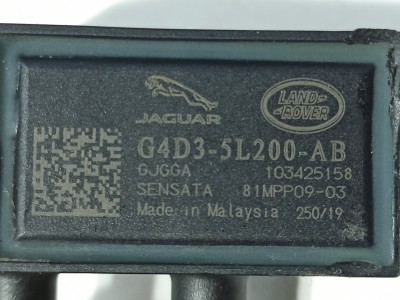 JAGUAR
LAND-
ROVER
G4D3-5L200-AB
GJGGA 103425158
SENSATA 81MPP09-03
Made in Malaysia 250/19